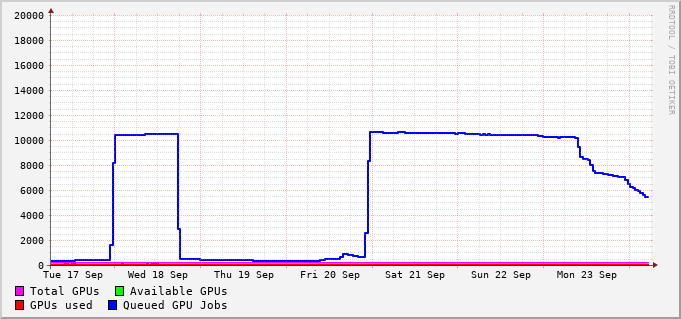 RRDTOOL / TOBI OETIKER
20000
18000
16000
14000
12000
10000
8000
6000
4000
2000
0
Tue 17 Sep Wed 18 Sep Thu 19 Sep Fri 20 Sep Sat 21 Sep Sun 22 Sep Mon 23 Sep
Total GPUs Available GPUs
GPUs used Queued GPU Jobs